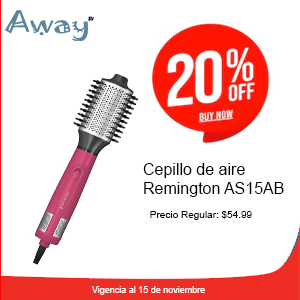 Away SV
20%
OFF
BUY NOW
Cepillo de aire
Remington AS15AB
Precio Regular: $54.99
Vigencia al 15 de noviembre